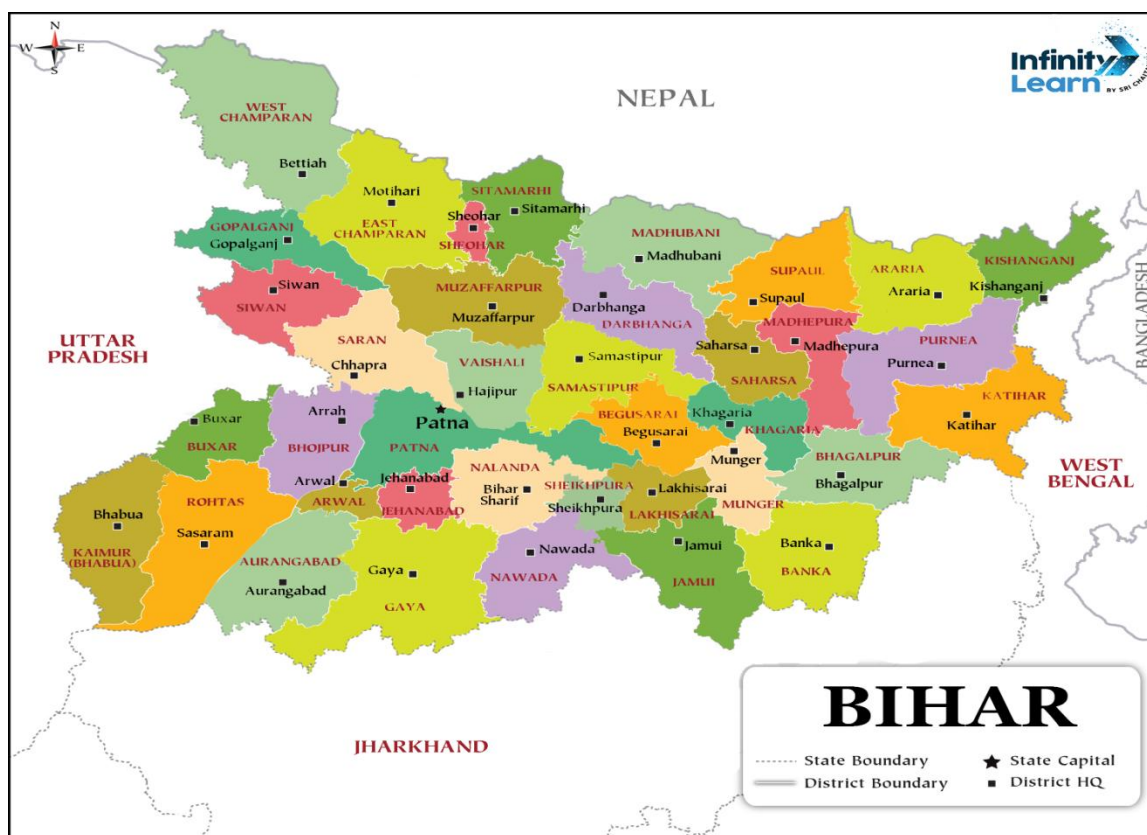 N
W E
S
Infinity
Learn
BY SRI CHAITANYA
NEPAL
WEST
CHAMPARAN
Bettiah
Motihari
EAST
CHAMPARAN
SITAMARHI
Sitamarhi
Sheohar
SHEOHAR
GOPALGANJ
Gopalganj
MADHUBANI
Madhubani
SUPAUL
Supaul
ARARIA
Araria
KISHANGANJ
Kishanganj
BANGLADESH
Siwan
SIWAN
MUZAFFARPUR
Muzaffarpur
Darbhanga
DARBHANGA
MADHEPURA
Madhepura
PURNEA
Purnea
UTTAR
PRADESH
SARAN
Chhapra
VAISHALI
Hajipur
Samastipur
SAMASTIPUR
Saharsa
SAHARSA
KATIHAR
Katihar
Buxar
BUXAR
Arrah
BHOJPUR
Patna
PATNA
BEGUSARAI
Begusarai
Khagaria
KHAGARIA
Munger
MUNGER
BHAGALPUR
Bhagalpur
WEST
BENGAL
Arwal
ARWAL
Jehanabad
JEHANABAD
NALANDA
Bihar
Sharif
SHEIKHPURA
Sheikhpura
Lakhisarai
LAKHISARAI
ROHTAS
Sasaram
Bhabua
KAIMUR
(BHABUA)
AURANGABAD
Aurangabad
Gaya
GAYA
Nawada
NAWADA
Jamui
JAMUI
Banka
BANKA
JHARKHAND
BIHAR
State Boundary
State Capital
District Boundary
District HQ